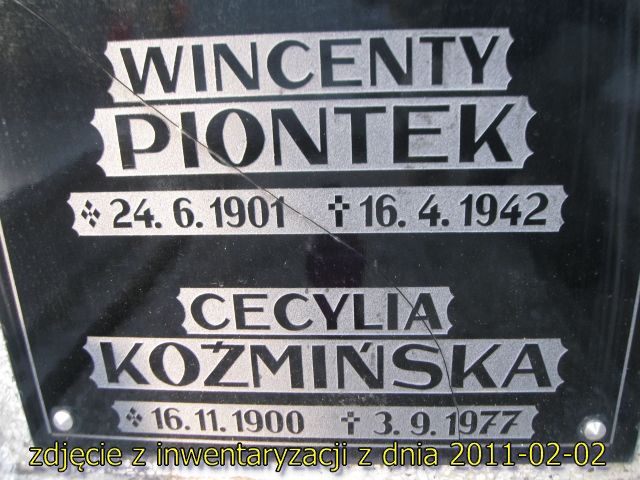 WINCENTY
PIONTEK
24. 6. 1901 ✝ 16. 4. 1942
CECYLIA
KOŹMIŃSKA
16. 11. 1900 ✝ 3. 9. 1977
zdjęcie z inwentaryzacji z dnia 2011-02-02